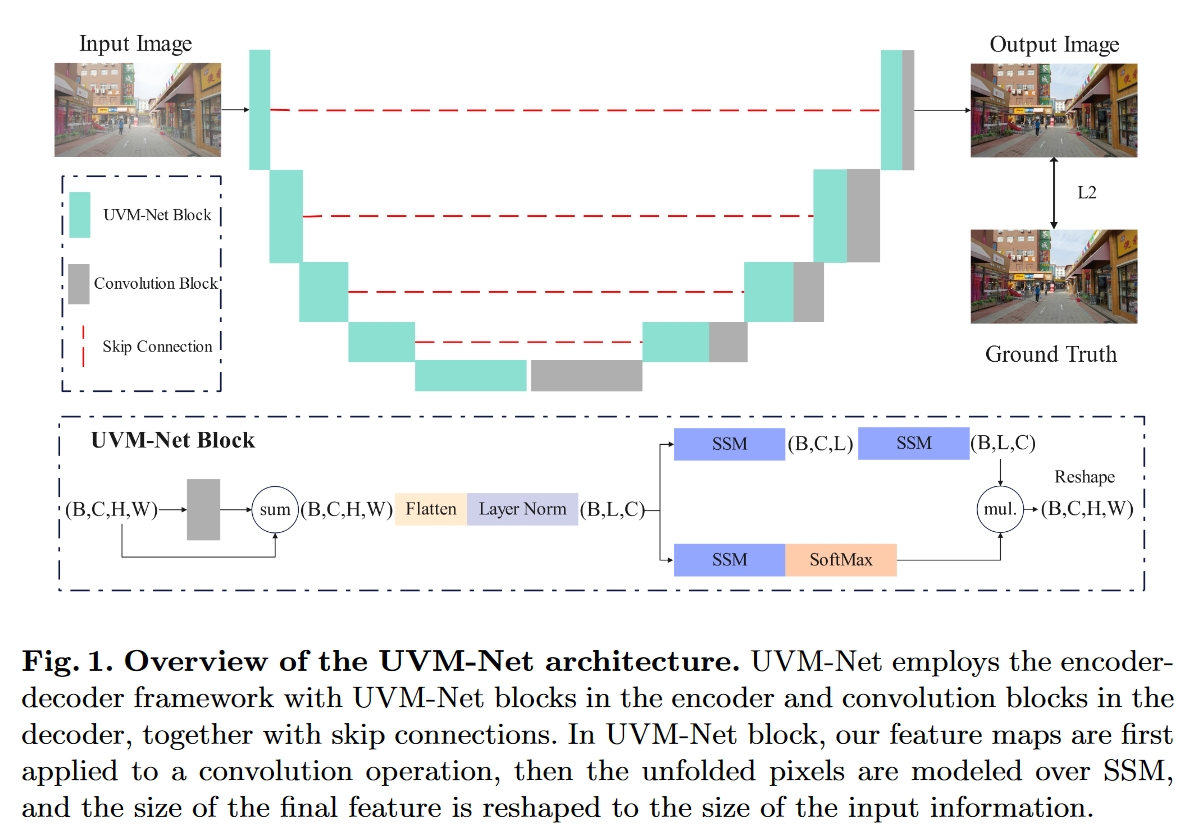 Input Image
Output Image
UVM-Net Block
Convolution Block
Skip Connection
L2
Ground Truth
UVM-Net Block
(B,C,H,W)
sum
(B,C,H,W)
Flatten
Layer Norm
(B,L,C)
SSM
(B,C,L)
SSM
(B,L,C)
SSM
SoftMax
mul.
Reshape
(B,C,H,W)
Fig. 1. Overview of the UVM-Net architecture. UVM-Net employs the encoder-
decoder framework with UVM-Net blocks in the encoder and convolution blocks in the
decoder, together with skip connections. In UVM-Net block, our feature maps are first
applied to a convolution operation, then the unfolded pixels are modeled over SSM,
and the size of the final feature is reshaped to the size of the input information.